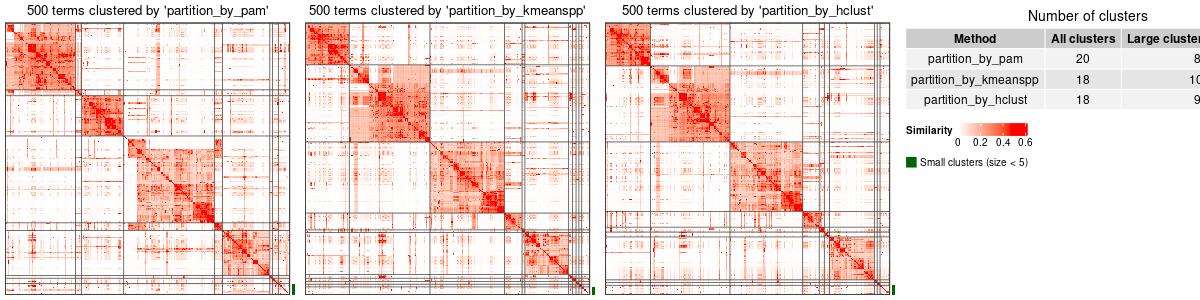 500 terms clustered by 'partition_by_pam'
500 terms clustered by 'partition_by_kmeanspp'
500 terms clustered by 'partition_by_hclust'
Number of clusters
Method All clusters Large cluster
partition_by_pam 20 8
partition_by_kmeanspp 18 10
partition_by_hclust 18 9
Similarity
0 0.2 0.4 0.6
Small clusters (size < 5)